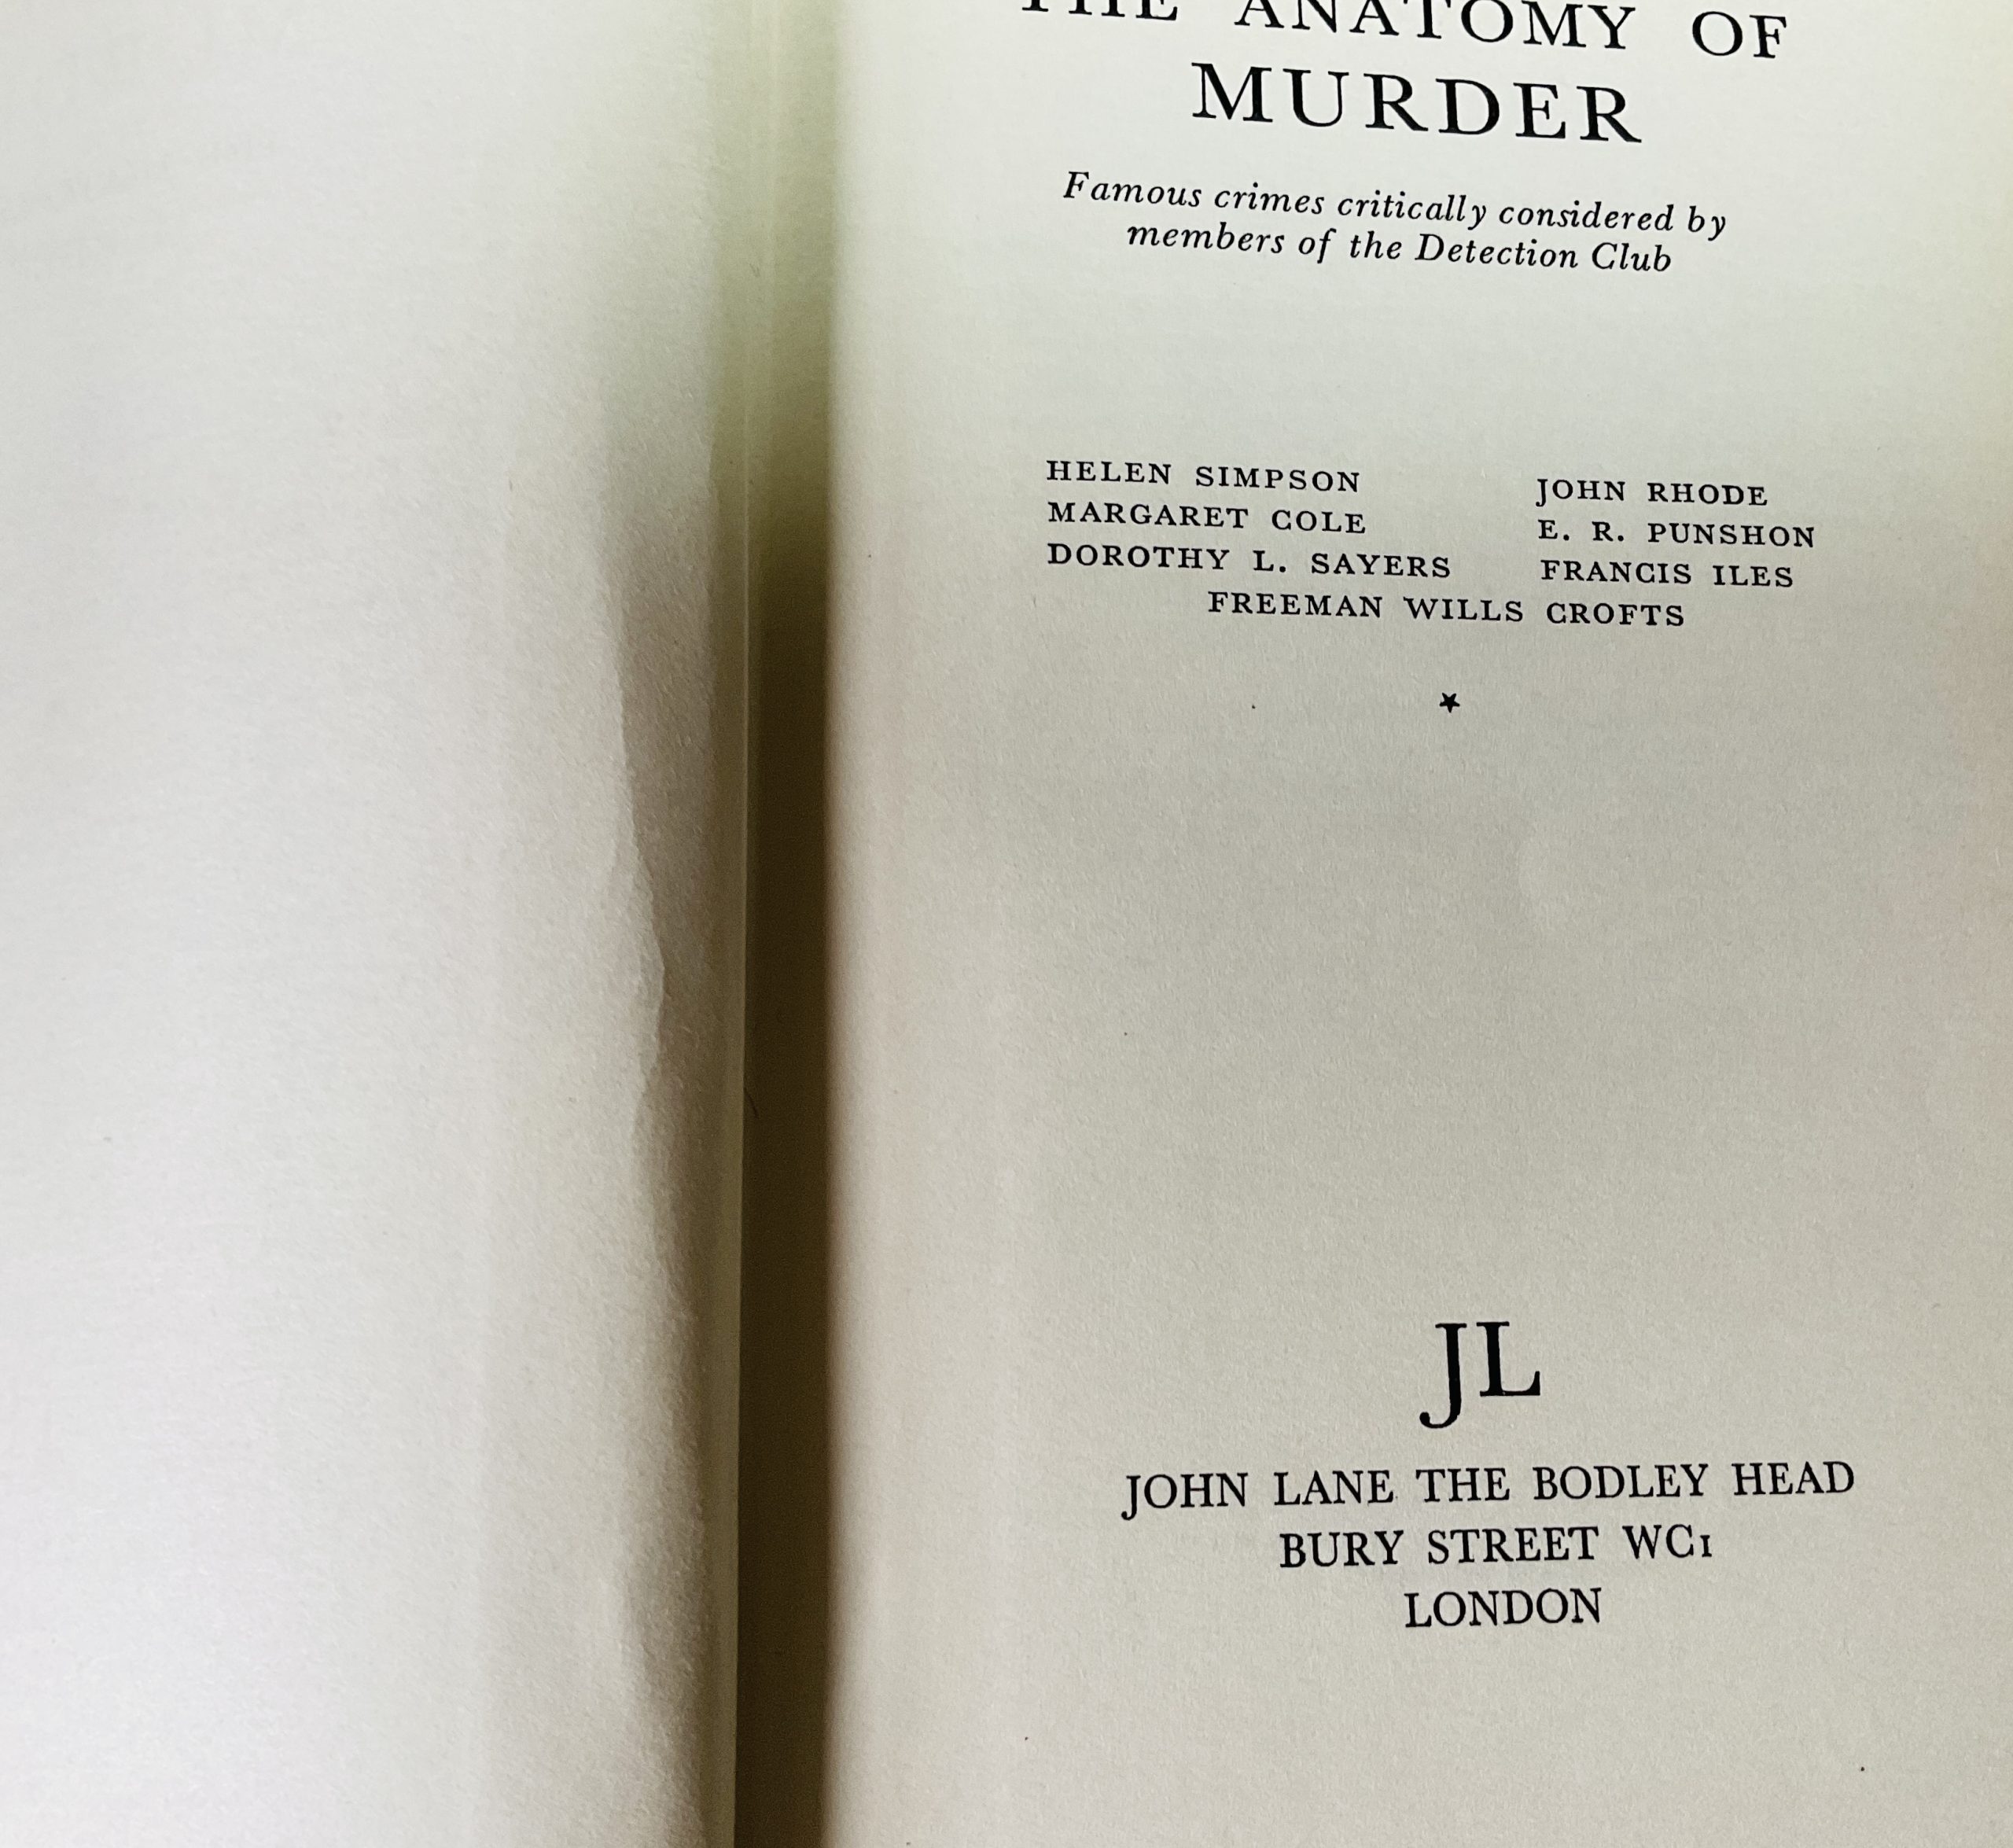 THE ANATOMY OF
MURDER
Famous crimes critically considered by
members of the Detection Club
HELEN SIMPSON JOHN RHODE
MARGARET COLE E. R. PUNSHON
DOROTHY L. SAYERS FRANCIS ILES
FREEMAN WILLS CROFTS
JL
JOHN LANE THE BODLEY HEAD
BURY STREET WC1
LONDON